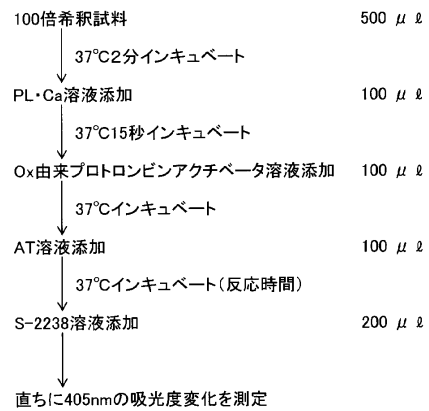 100倍希釈試料 500 μℓ
37℃2分インキュベート
PL・Ca溶液添加 100 μℓ
37℃15秒インキュベート
Ox由来プロトロンビンアクチベータ溶液添加 100 μℓ
37℃インキュベート
AT溶液添加 100 μℓ
37℃インキュベート(反応時間)
S-2238溶液添加 200 μℓ
直ちに405nmの吸光度変化を測定